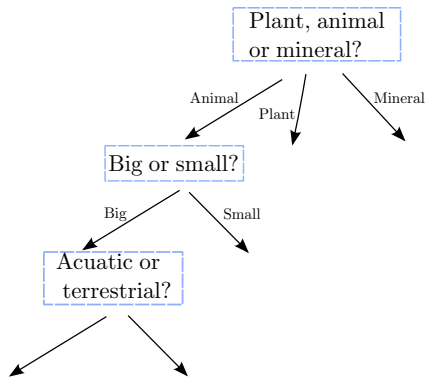 Plant, animal
or mineral?
Animal
Plant
Mineral
Big or small?
Big
Small
Acuatic or
terrestrial?